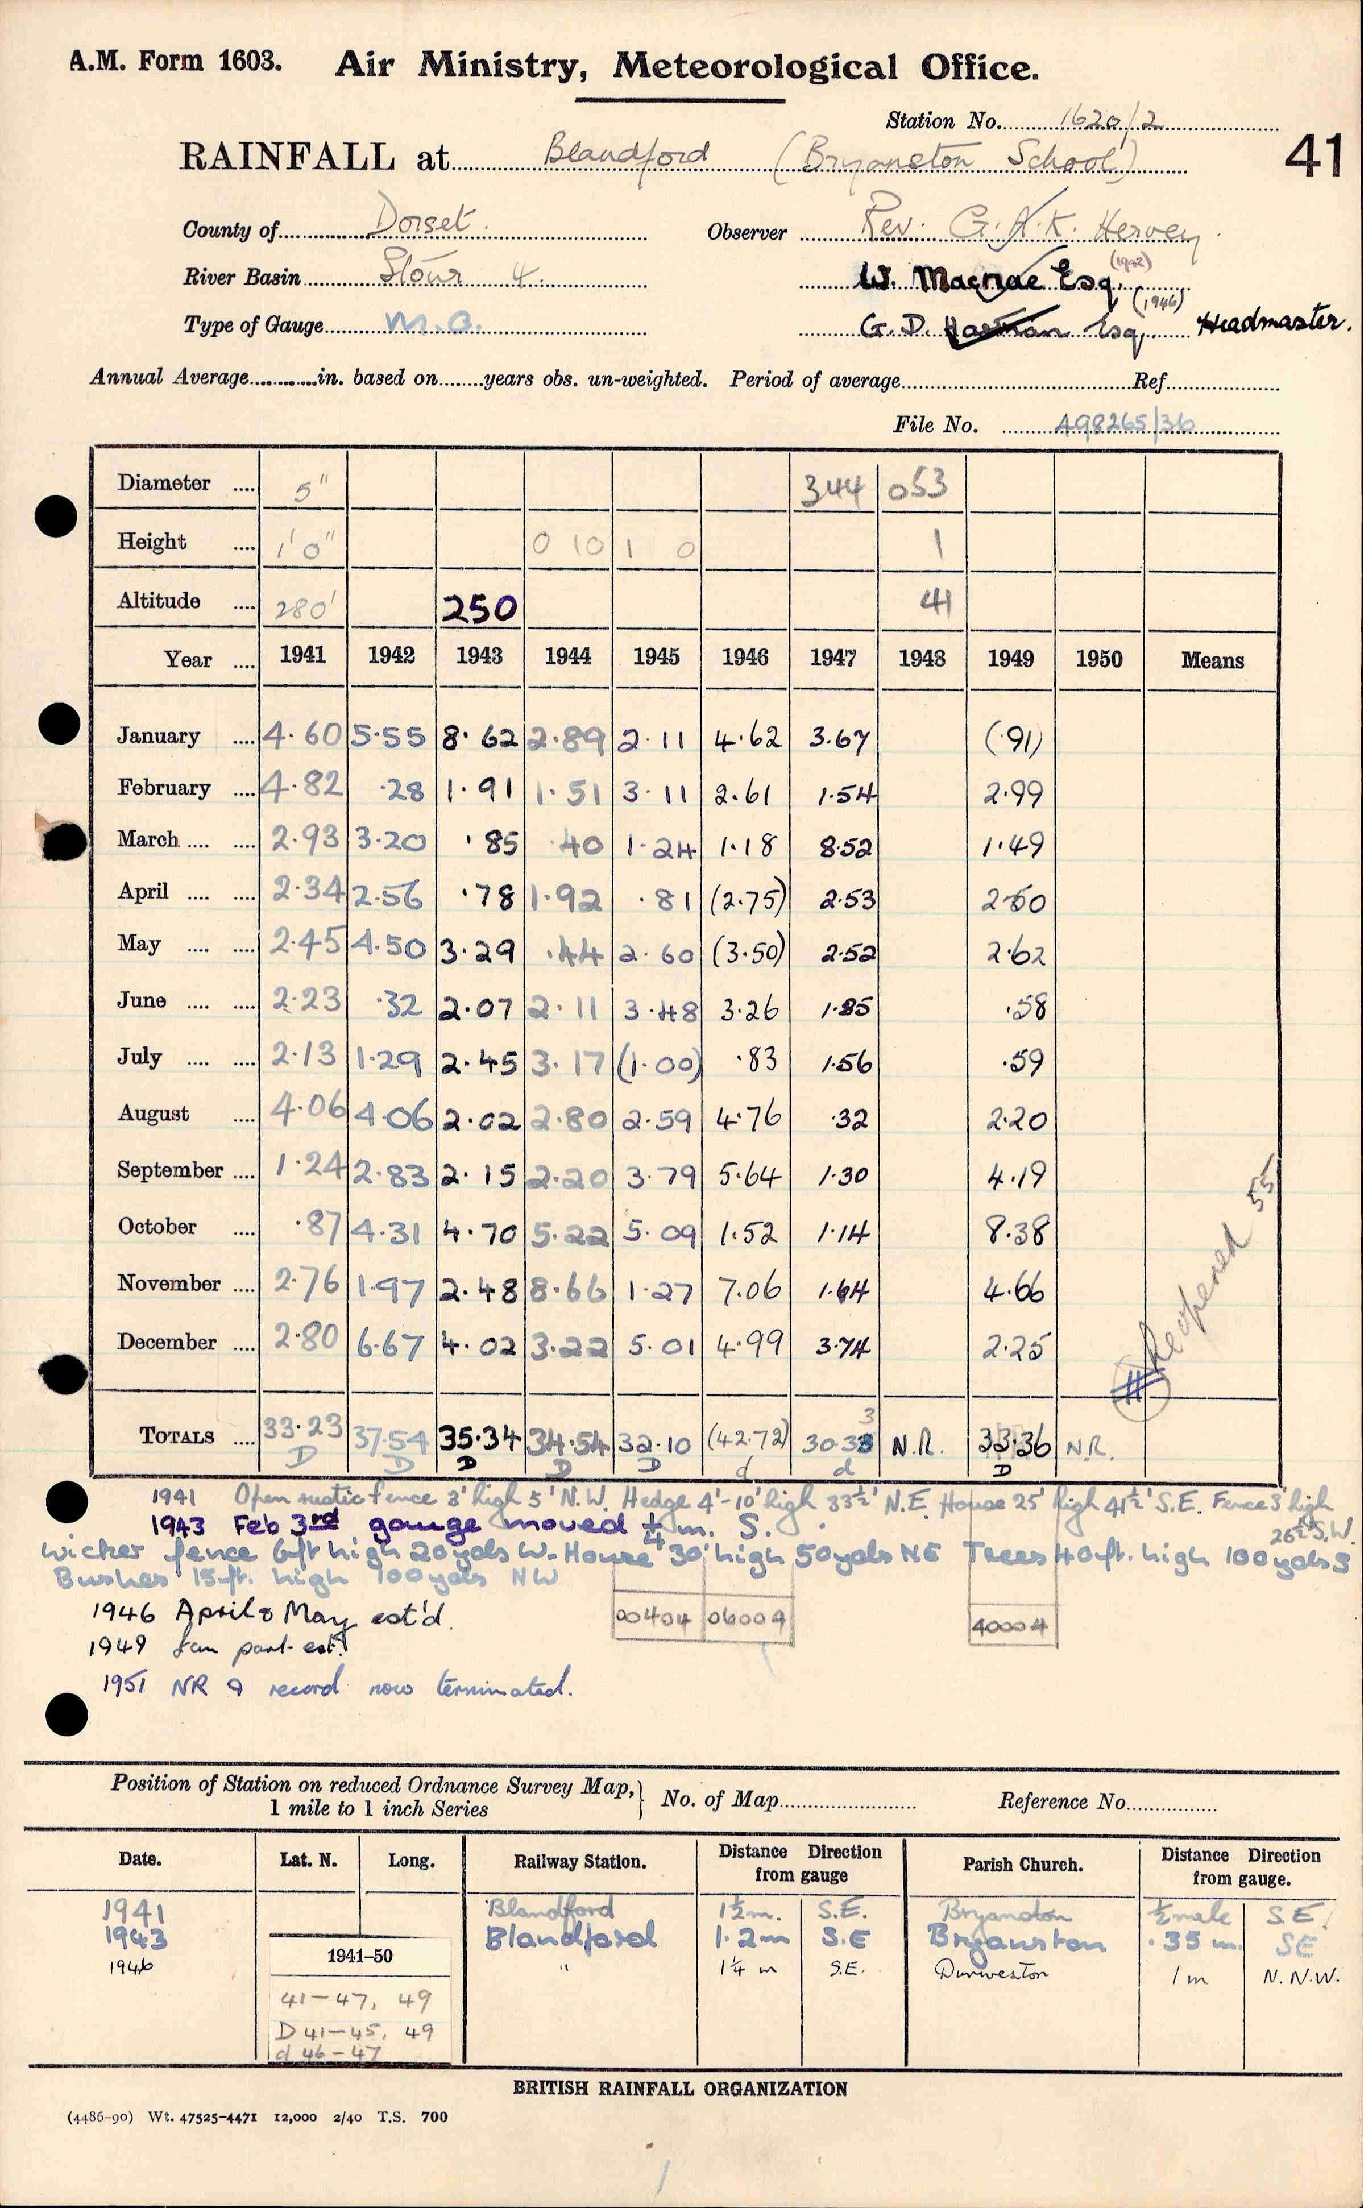 A.M. Form 1603. Air Ministry, Meteorological Office.
Station No. 1620/2
RAINFALL at Blandford (Bryanston School) 41
County of Dorset. Observer Rev. G.A.K. Hervey
River Basin Stour 4. W. Macnae Esq. (1942)
Type of Gauge M.O. G.D. Esq. (1946) Headmaster.
Annual Average in. based on years obs. un-weighted. Period of average Ref
File No. A98265/36
Diameter 5" 344 053
Height 1' 0" 0 10 1 0 1
Altitude 280' 250 41
Year 1941 1942 1943 1944 1945 1946 1947 1948 1949 1950 Means
January 4.60 5.55 8.62 2.89 2.11 4.62 3.67 (.91)
February 4.82 .28 1.91 1.51 3.11 2.61 1.54 2.99
March 2.93 3.20 .85 .40 1.24 1.18 8.52 1.49
April 2.34 2.56 .78 1.92 .81 (2.75) 2.53 2.50
May 2.45 4.50 3.29 .44 2.60 (3.50) 2.52 2.62
June 2.23 .32 2.07 2.11 3.48 3.26 1.85 .58
July 2.13 1.29 2.45 3.17 (1.00) .83 1.56 .59
August 4.06 4.06 2.02 2.80 2.59 4.76 .32 2.20
September 1.24 2.83 2.15 2.20 3.79 5.64 1.30 4.19
October .87 4.31 4.70 5.22 5.09 1.52 1.14 8.38
November 2.76 1.97 2.48 8.66 1.27 7.06 1.64 4.66
December 2.80 6.67 4.02 3.22 5.01 4.99 3.74 2.25
Reopened 55
3
TOTALS 33.23 37.54 35.34 34.54 32.10 (42.72) 30.33 N.R. 33.36 N.R.
D D D D D d d D
1941 Open rustic fence 3' high 5' N.W. Hedge 4'-10' high 33½' N.E. House 25' high 41½' S.E. Fence 3' high
26½' S.W.
1943 Feb 3rd gauge moved ¼ m. S.
Wicker fence 6ft high 20yds W. House 30' high 50yds NE Trees 40ft. high 100yds S
Bushes 15ft. high 100yds NW
1946 April & May est'd.
00404 06009 40004
1949 Jan part est'd
1951 NR & record now terminated.
Position of Station on reduced Ordnance Survey Map,
1 mile to 1 inch Series
No. of Map Reference No.
Date. Lat. N. Long. Railway Station. Distance Direction from gauge Parish Church. Distance Direction from gauge.
1941 Blandford 1½m. S.E. Bryanston ½ mile S.E.
1943 Blandford 1.2m S.E Bryanston .35 m. SE
1946 " 1¼ m S.E. Durweston 1 m N.N.W.
1941–50
41–47, 49
D 41–45, 49
d 46–47
BRITISH RAINFALL ORGANIZATION
(4486-90) Wt. 47525-4471 12,000 2/40 T.S. 700